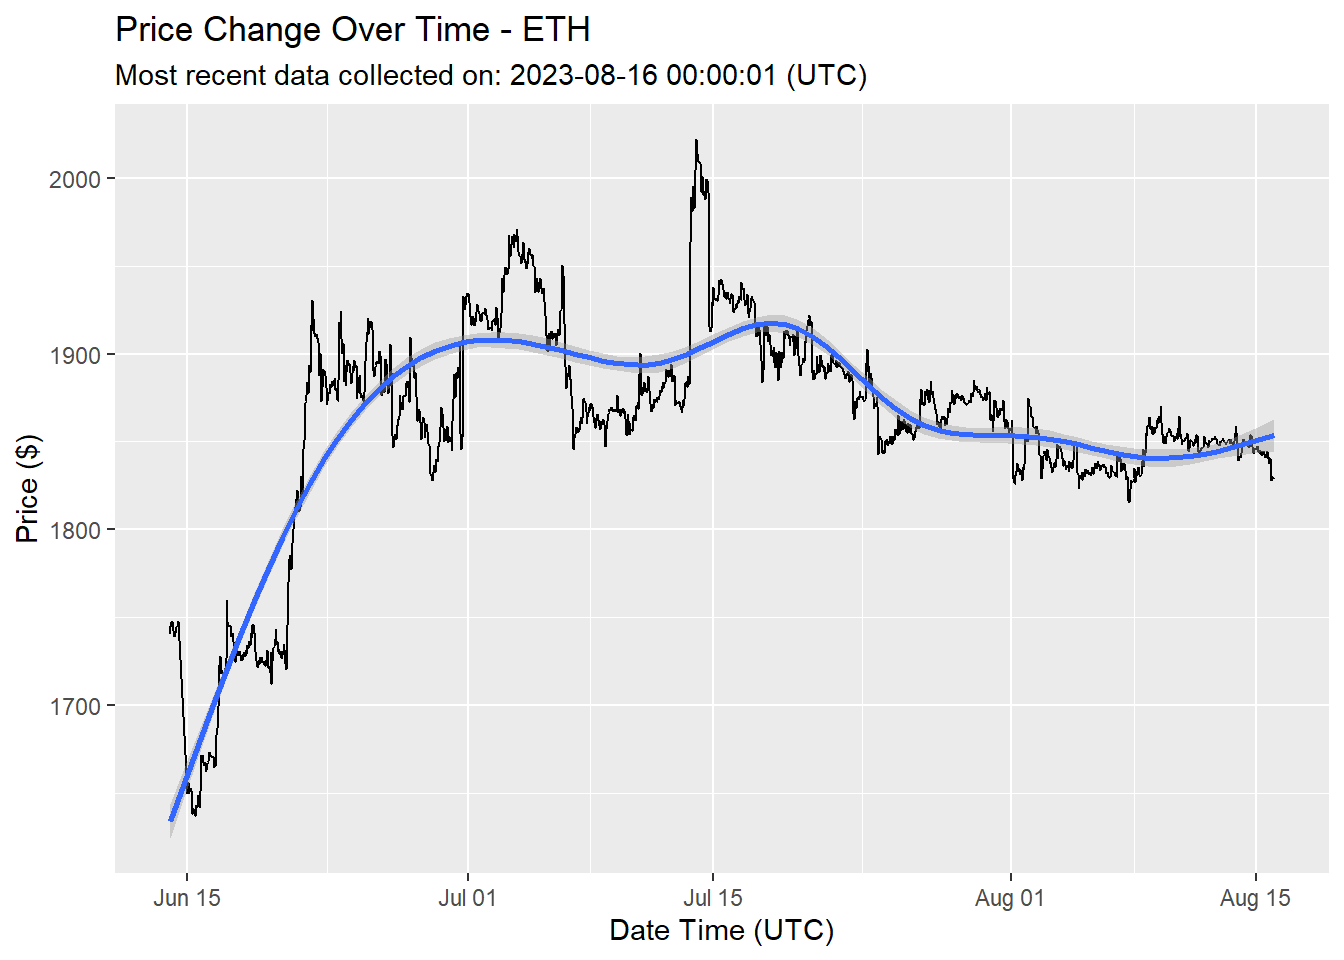 Price Change Over Time - ETH
Most recent data collected on: 2023-08-16 00:00:01 (UTC)
Price ($)
2000
1900
1800
1700
Jun 15
Jul 01
Jul 15
Aug 01
Aug 15
Date Time (UTC)